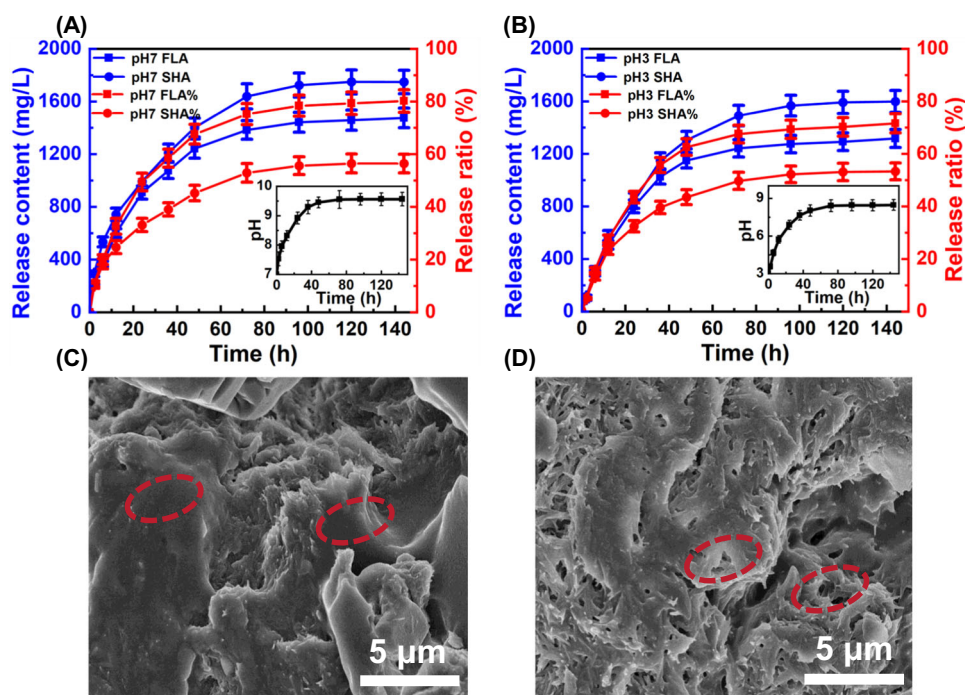 (A)
(B)
2000
1600
1200
800
400
0
Release content (mg/L)
pH7 FLA
pH7 SHA
pH7 FLA%
pH7 SHA%
100
80
60
40
20
0
Release ratio (%)
0 20 40 60 80 100 120 140
Time (h)
10
9
8
7
pH
0 40 80 120
Time (h)
2000
1600
1200
800
400
0
Release content (mg/L)
pH3 FLA
pH3 SHA
pH3 FLA%
pH3 SHA%
100
80
60
40
20
0
Release ratio (%)
0 20 40 60 80 100 120 140
Time (h)
9
6
3
pH
0 40 80 120
Time (h)
(C)
(D)
5 μm
5 μm